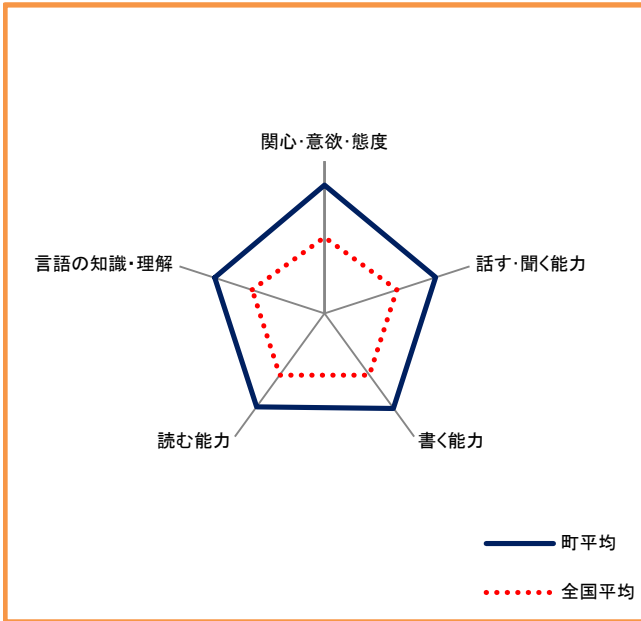 関心・意欲・態度
言語の知識・理解
話す・聞く能力
読む能力
書く能力
町平均
全国平均